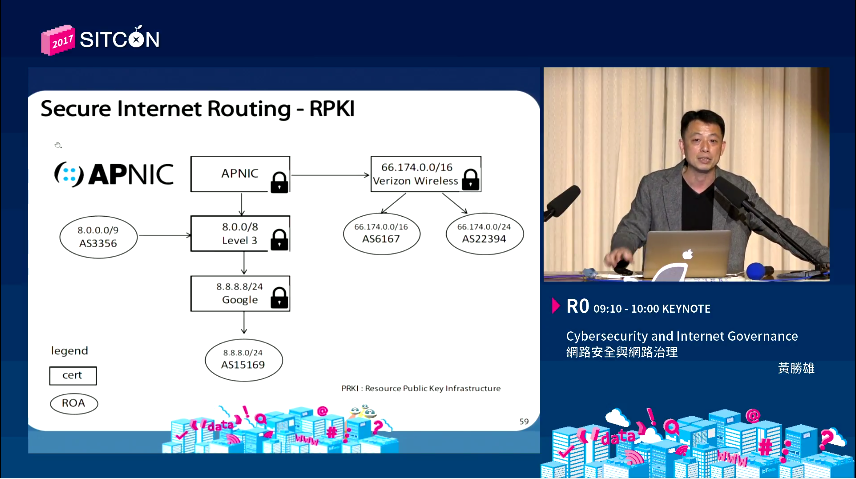 2017 SITCON
Secure Internet Routing - RPKI
APNIC
APNIC
66.174.0.0/16
Verizon Wireless
8.0.0.0/9
AS3356
8.0.0/8
Level 3
66.174.0.0/16
AS6167
66.174.0.0/24
AS22394
8.8.8.8/24
Google
8.8.8.0/24
AS15169
legend
cert
ROA
PRKI : Resource Public Key Infrastructure
59
R0 09:10 - 10:00 KEYNOTE
Cybersecurity and Internet Governance
網路安全與網路治理
黃勝雄
data
@
!
#
?
www
data
@
!
#
?
www